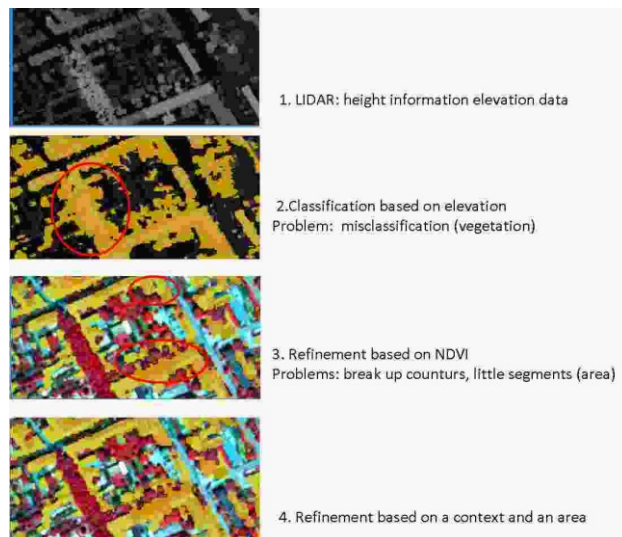 1. LIDAR: height information elevation data
2.Classification based on elevation
Problem: misclassification (vegetation)
3. Refinement based on NDVI
Problems: break up counturs, little segments (area)
4. Refinement based on a context and an area